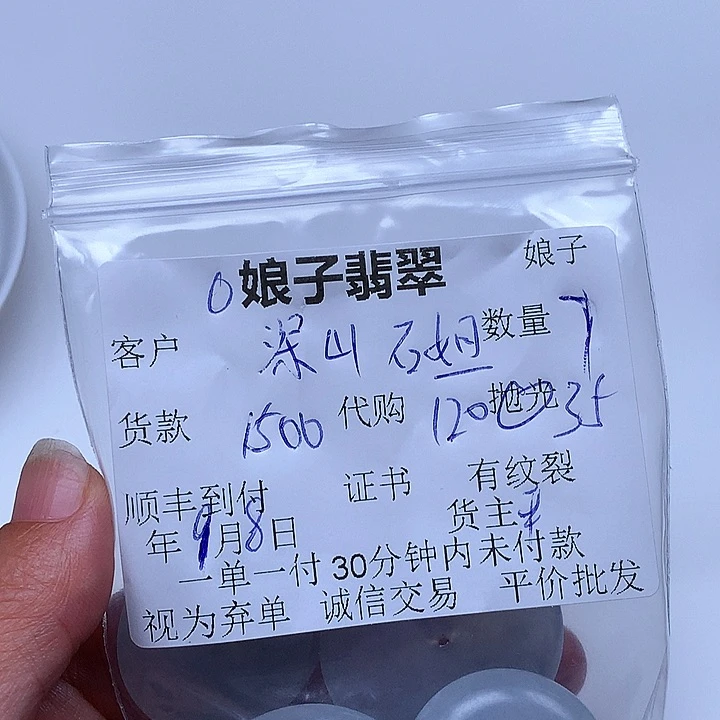 娘子
0 娘子翡翠
客户 深山 石姐 数量 7
货款 1500 代购 120 抛光 35
顺丰到付 证书 有纹裂
年 9月8日 货主
一单一付 30分钟内未付款
视为弃单 诚信交易 平价批发